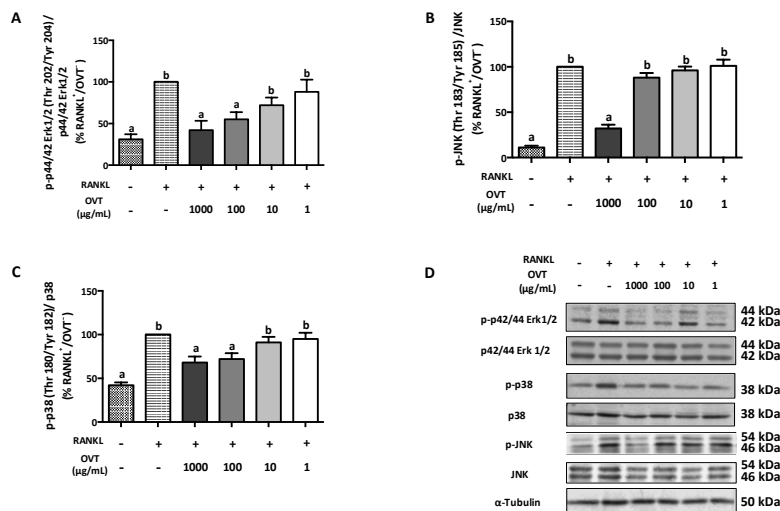 A
p-p44/42 Erk1/2 (Thr 202/Tyr 204) /
p44/42 Erk1/2
(% RANKL⁺/OVT⁻)
150
100
50
0
a
b
a
a
b
b
RANKL - + + + + +
OVT
(µg/mL) - - 1000 100 10 1
B
p-JNK (Thr 183/Tyr 185) /JNK
(% RANKL⁺/OVT⁻)
150
100
50
0
a
b
a
b
b
b
RANKL - + + + + +
OVT
(µg/mL) - - 1000 100 10 1
C
p-p38 (Thr 180/Tyr 182)/ p38
(% RANKL⁺/OVT⁻)
150
100
50
0
a
b
a
a
b
b
RANKL - + + + + +
OVT
(µg/mL) - - 1000 100 10 1
D
RANKL - + + + + +
OVT
(µg/mL) - - 1000 100 10 1
p-p42/44 Erk1/2 44 kDa
42 kDa
p42/44 Erk 1/2 44 kDa
42 kDa
p-p38 38 kDa
p38 38 kDa
p-JNK 54 kDa
46 kDa
JNK 54 kDa
46 kDa
α-Tubulin 50 kDa